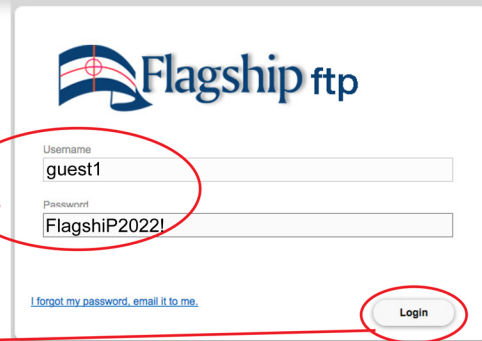 Flagship ftp
Username
guest1
Password
FlagshiP2022!
I forgot my password, email it to me.
Login